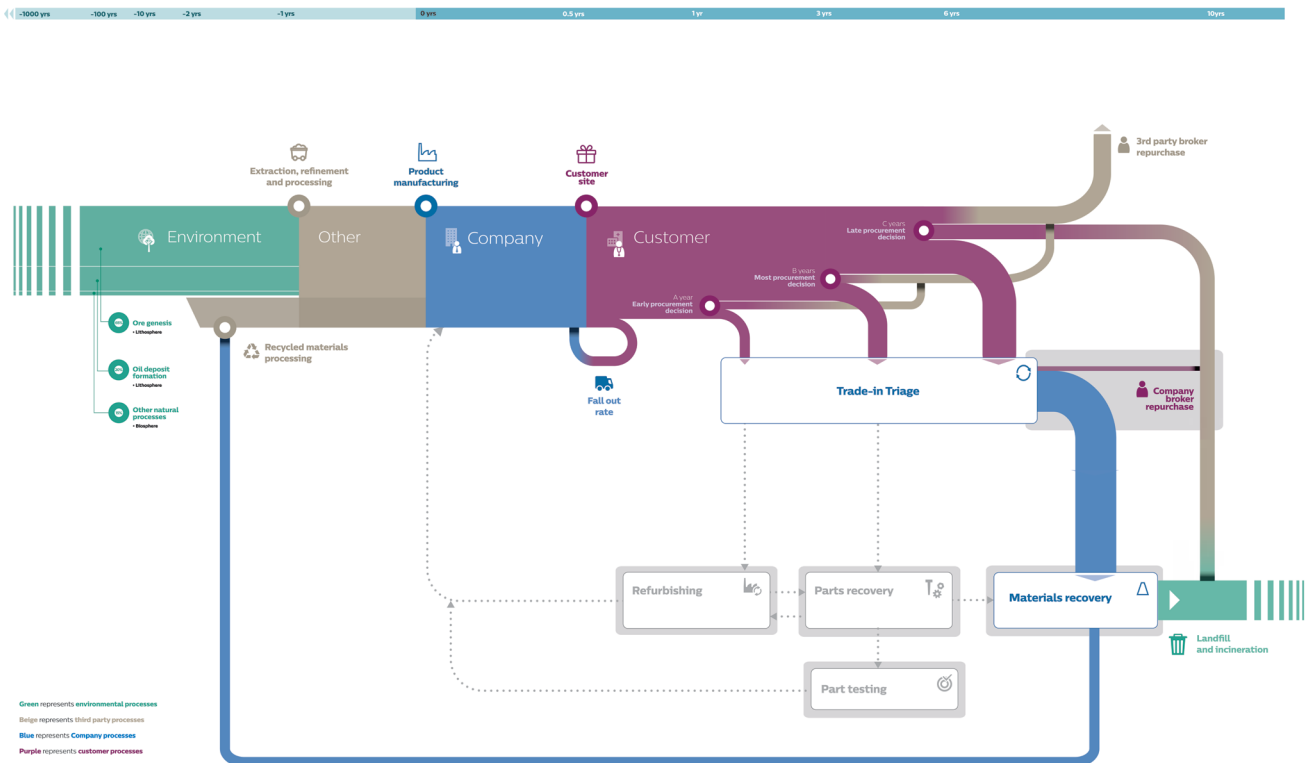 -1000 yrs
-100 yrs
-10 yrs
-2 yrs
-1 yrs
0 yrs
0.5 yrs
1 yr
3 yrs
6 yrs
10yrs
3rd party broker
repurchase
Extraction, refinement
and processing
Product
manufacturing
Customer
site
Environment
Other
Company
Customer
C years
Late procurement
decision
B years
Most procurement
decision
A year
Early procurement
decision
Ore genesis
• Lithosphere
Oil deposit
formation
• Lithosphere
Other natural
processes
• Biosphere
Recycled materials
processing
Fall out
rate
Trade-in Triage
Company
broker
repurchase
Refurbishing
Parts recovery
Materials recovery
Landfill
and incineration
Part testing
Green represents environmental processes
Beige represents third party processes
Blue represents Company processes
Purple represents customer processes